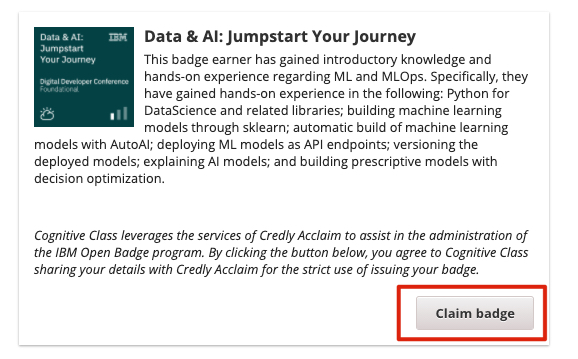 Data & AI:
Jumpstart
Your Journey
IBM
Digital Developer Conference
Foundational
Data & AI: Jumpstart Your Journey
This badge earner has gained introductory knowledge and
hands-on experience regarding ML and MLOps. Specifically, they
have gained hands-on experience in the following: Python for
DataScience and related libraries; building machine learning
models through sklearn; automatic build of machine learning
models with AutoAI; deploying ML models as API endpoints; versioning the
deployed models; explaining AI models; and building prescriptive models with
decision optimization.
Cognitive Class leverages the services of Credly Acclaim to assist in the administration of
the IBM Open Badge program. By clicking the button below, you agree to Cognitive Class
sharing your details with Credly Acclaim for the strict use of issuing your badge.
Claim badge